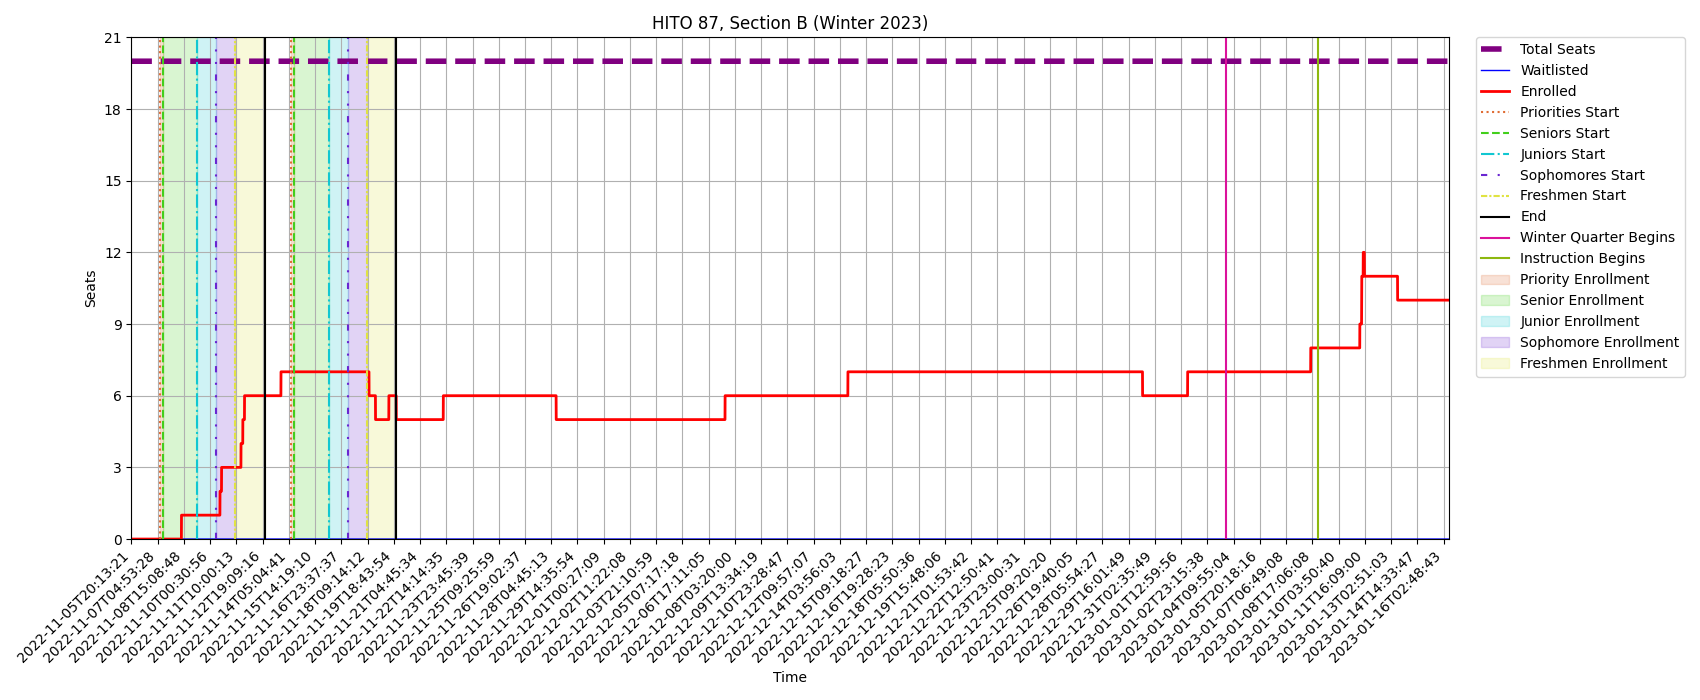 HITO 87, Section B (Winter 2023)
21
18
15
12
9
6
3
0
Seats
2022-11-05T20:13:21
2022-11-07T04:53:28
2022-11-08T15:08:48
2022-11-10T00:30:56
2022-11-11T10:00:13
2022-11-12T19:09:16
2022-11-14T05:04:41
2022-11-15T14:19:10
2022-11-16T23:37:37
2022-11-18T09:14:12
2022-11-19T18:43:54
2022-11-21T04:45:34
2022-11-22T14:14:35
2022-11-23T23:45:39
2022-11-25T09:25:59
2022-11-26T19:02:37
2022-11-28T04:45:13
2022-11-29T14:35:54
2022-12-01T00:27:09
2022-12-02T11:22:08
2022-12-03T21:10:59
2022-12-05T07:17:18
2022-12-06T17:11:05
2022-12-08T03:20:00
2022-12-09T13:34:19
2022-12-10T23:28:47
2022-12-12T09:57:07
2022-12-14T03:56:03
2022-12-15T09:18:27
2022-12-16T19:28:23
2022-12-18T05:50:36
2022-12-19T15:48:06
2022-12-21T01:53:42
2022-12-22T12:50:41
2022-12-23T23:00:31
2022-12-25T09:20:20
2022-12-26T19:40:05
2022-12-28T05:54:27
2022-12-29T16:01:49
2022-12-31T02:35:49
2023-01-01T12:59:56
2023-01-02T23:15:38
2023-01-04T09:55:04
2023-01-05T20:18:16
2023-01-07T06:49:08
2023-01-08T17:06:08
2023-01-10T03:50:40
2023-01-11T16:09:00
2023-01-13T02:51:03
2023-01-14T14:33:47
2023-01-16T02:48:43
Time
Total Seats
Waitlisted
Enrolled
Priorities Start
Seniors Start
Juniors Start
Sophomores Start
Freshmen Start
End
Winter Quarter Begins
Instruction Begins
Priority Enrollment
Senior Enrollment
Junior Enrollment
Sophomore Enrollment
Freshmen Enrollment